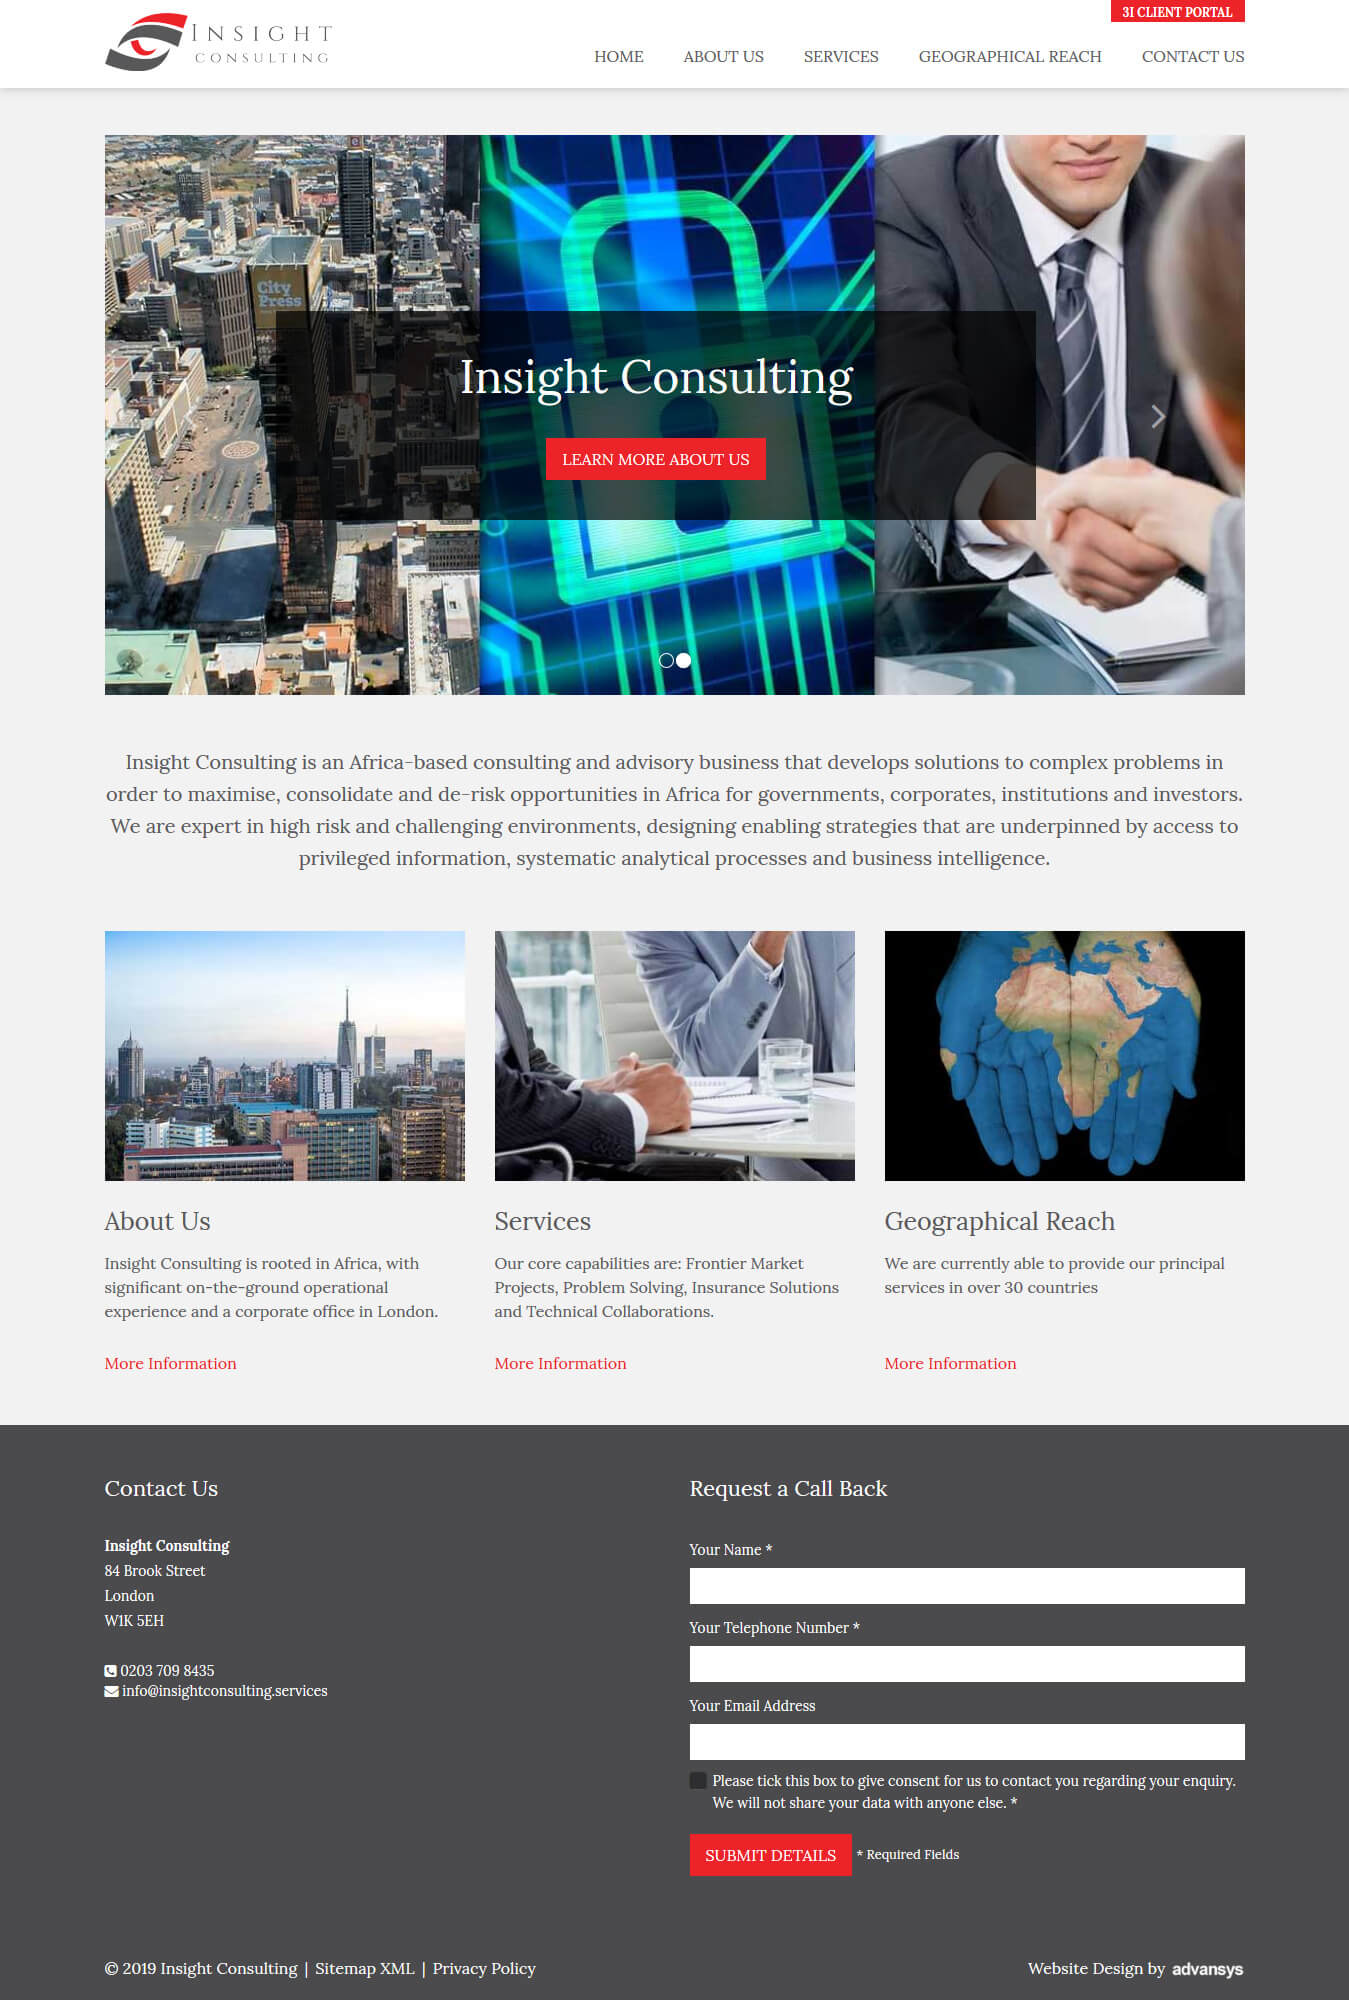 3I CLIENT PORTAL
INSIGHT
CONSULTING
HOME ABOUT US SERVICES GEOGRAPHICAL REACH CONTACT US
City
Press
Insight Consulting
LEARN MORE ABOUT US
Insight Consulting is an Africa-based consulting and advisory business that develops solutions to complex problems in
order to maximise, consolidate and de-risk opportunities in Africa for governments, corporates, institutions and investors.
We are expert in high risk and challenging environments, designing enabling strategies that are underpinned by access to
privileged information, systematic analytical processes and business intelligence.
About Us
Insight Consulting is rooted in Africa, with
significant on-the-ground operational
experience and a corporate office in London.
More Information
Services
Our core capabilities are: Frontier Market
Projects, Problem Solving, Insurance Solutions
and Technical Collaborations.
More Information
Geographical Reach
We are currently able to provide our principal
services in over 30 countries
More Information
Contact Us
Insight Consulting
84 Brook Street
London
W1K 5EH
0203 709 8435
info@insightconsulting.services
Request a Call Back
Your Name *
Your Telephone Number *
Your Email Address
Please tick this box to give consent for us to contact you regarding your enquiry.
We will not share your data with anyone else. *
SUBMIT DETAILS * Required Fields
© 2019 Insight Consulting | Sitemap XML | Privacy Policy
Website Design by advansys